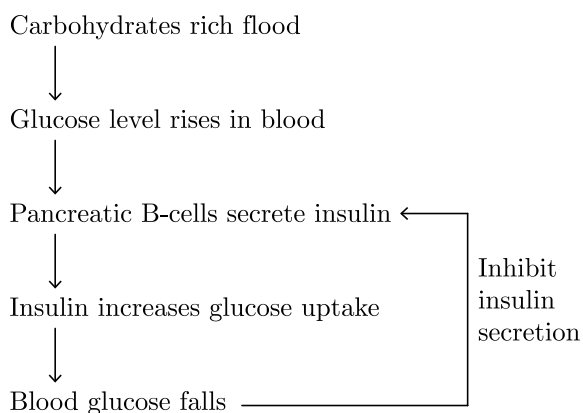 Carbohydrates rich flood
Glucose level rises in blood
Pancreatic B-cells secrete insulin
Inhibit
insulin
secretion
Insulin increases glucose uptake
Blood glucose falls